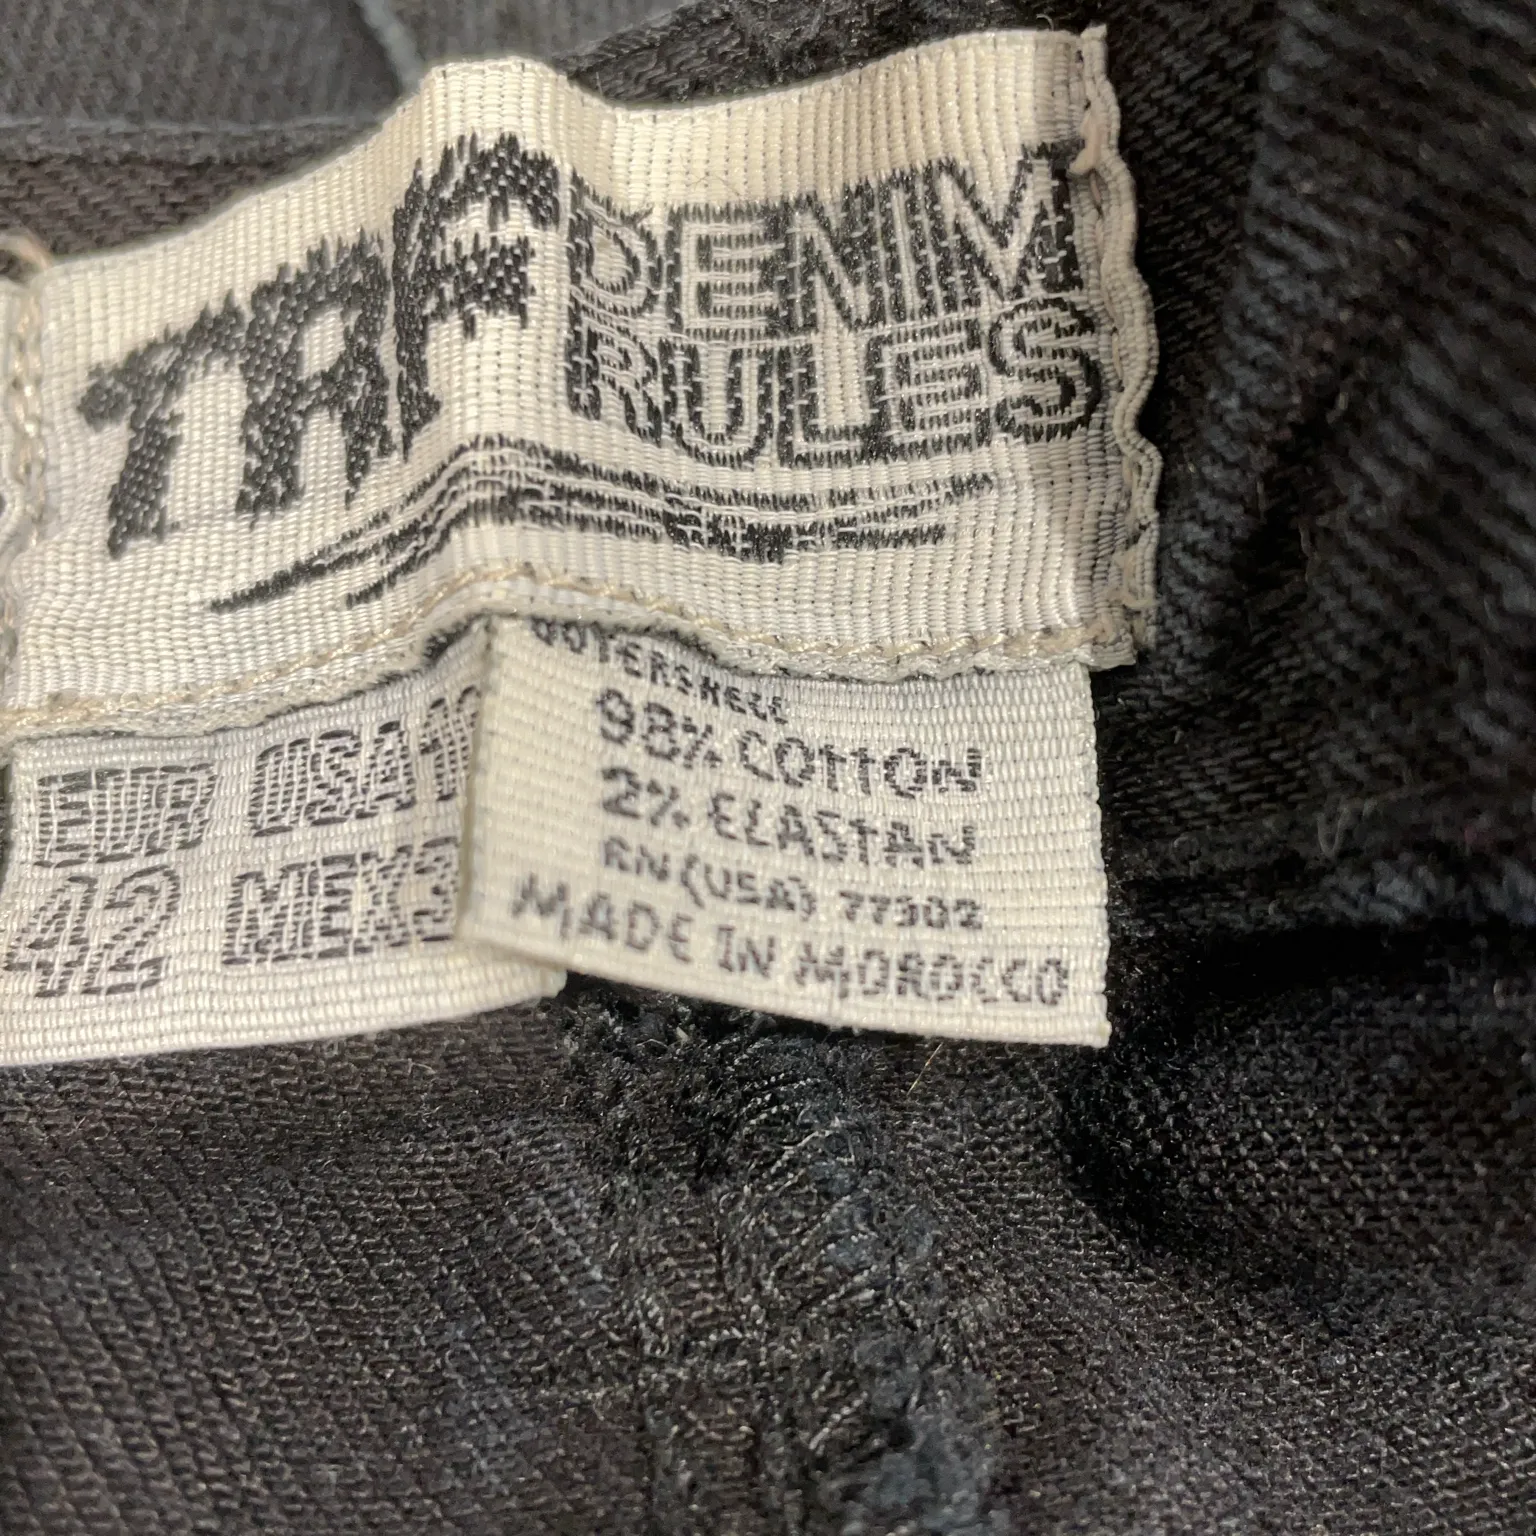 TRF DENIM
RULES
OUTERSHELL
98% COTTON
2% ELASTAN
RN (USA) 77302
MADE IN MOROCCO
EUR USA
42 MEX